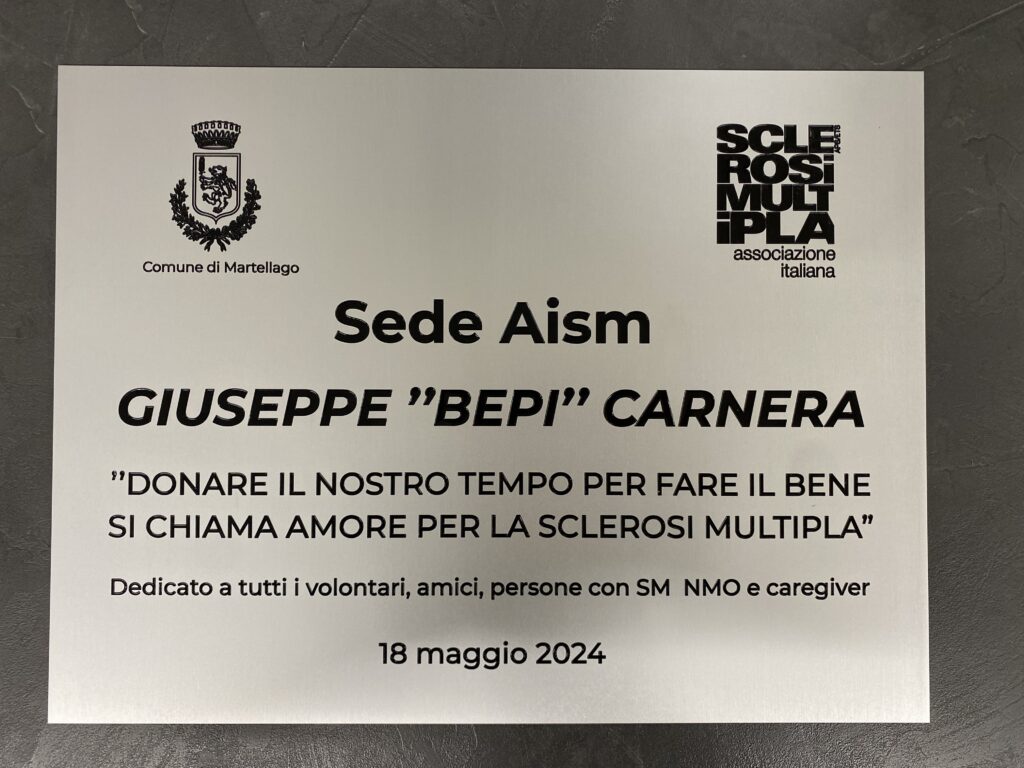 Comune di Martellago
SCLE
ROSi
MULT
iPLA
associazione
italiana
Sede Aism
GIUSEPPE ”BEPI” CARNERA
”DONARE IL NOSTRO TEMPO PER FARE IL BENE
SI CHIAMA AMORE PER LA SCLEROSI MULTIPLA”
Dedicato a tutti i volontari, amici, persone con SM  NMO e caregiver
18 maggio 2024